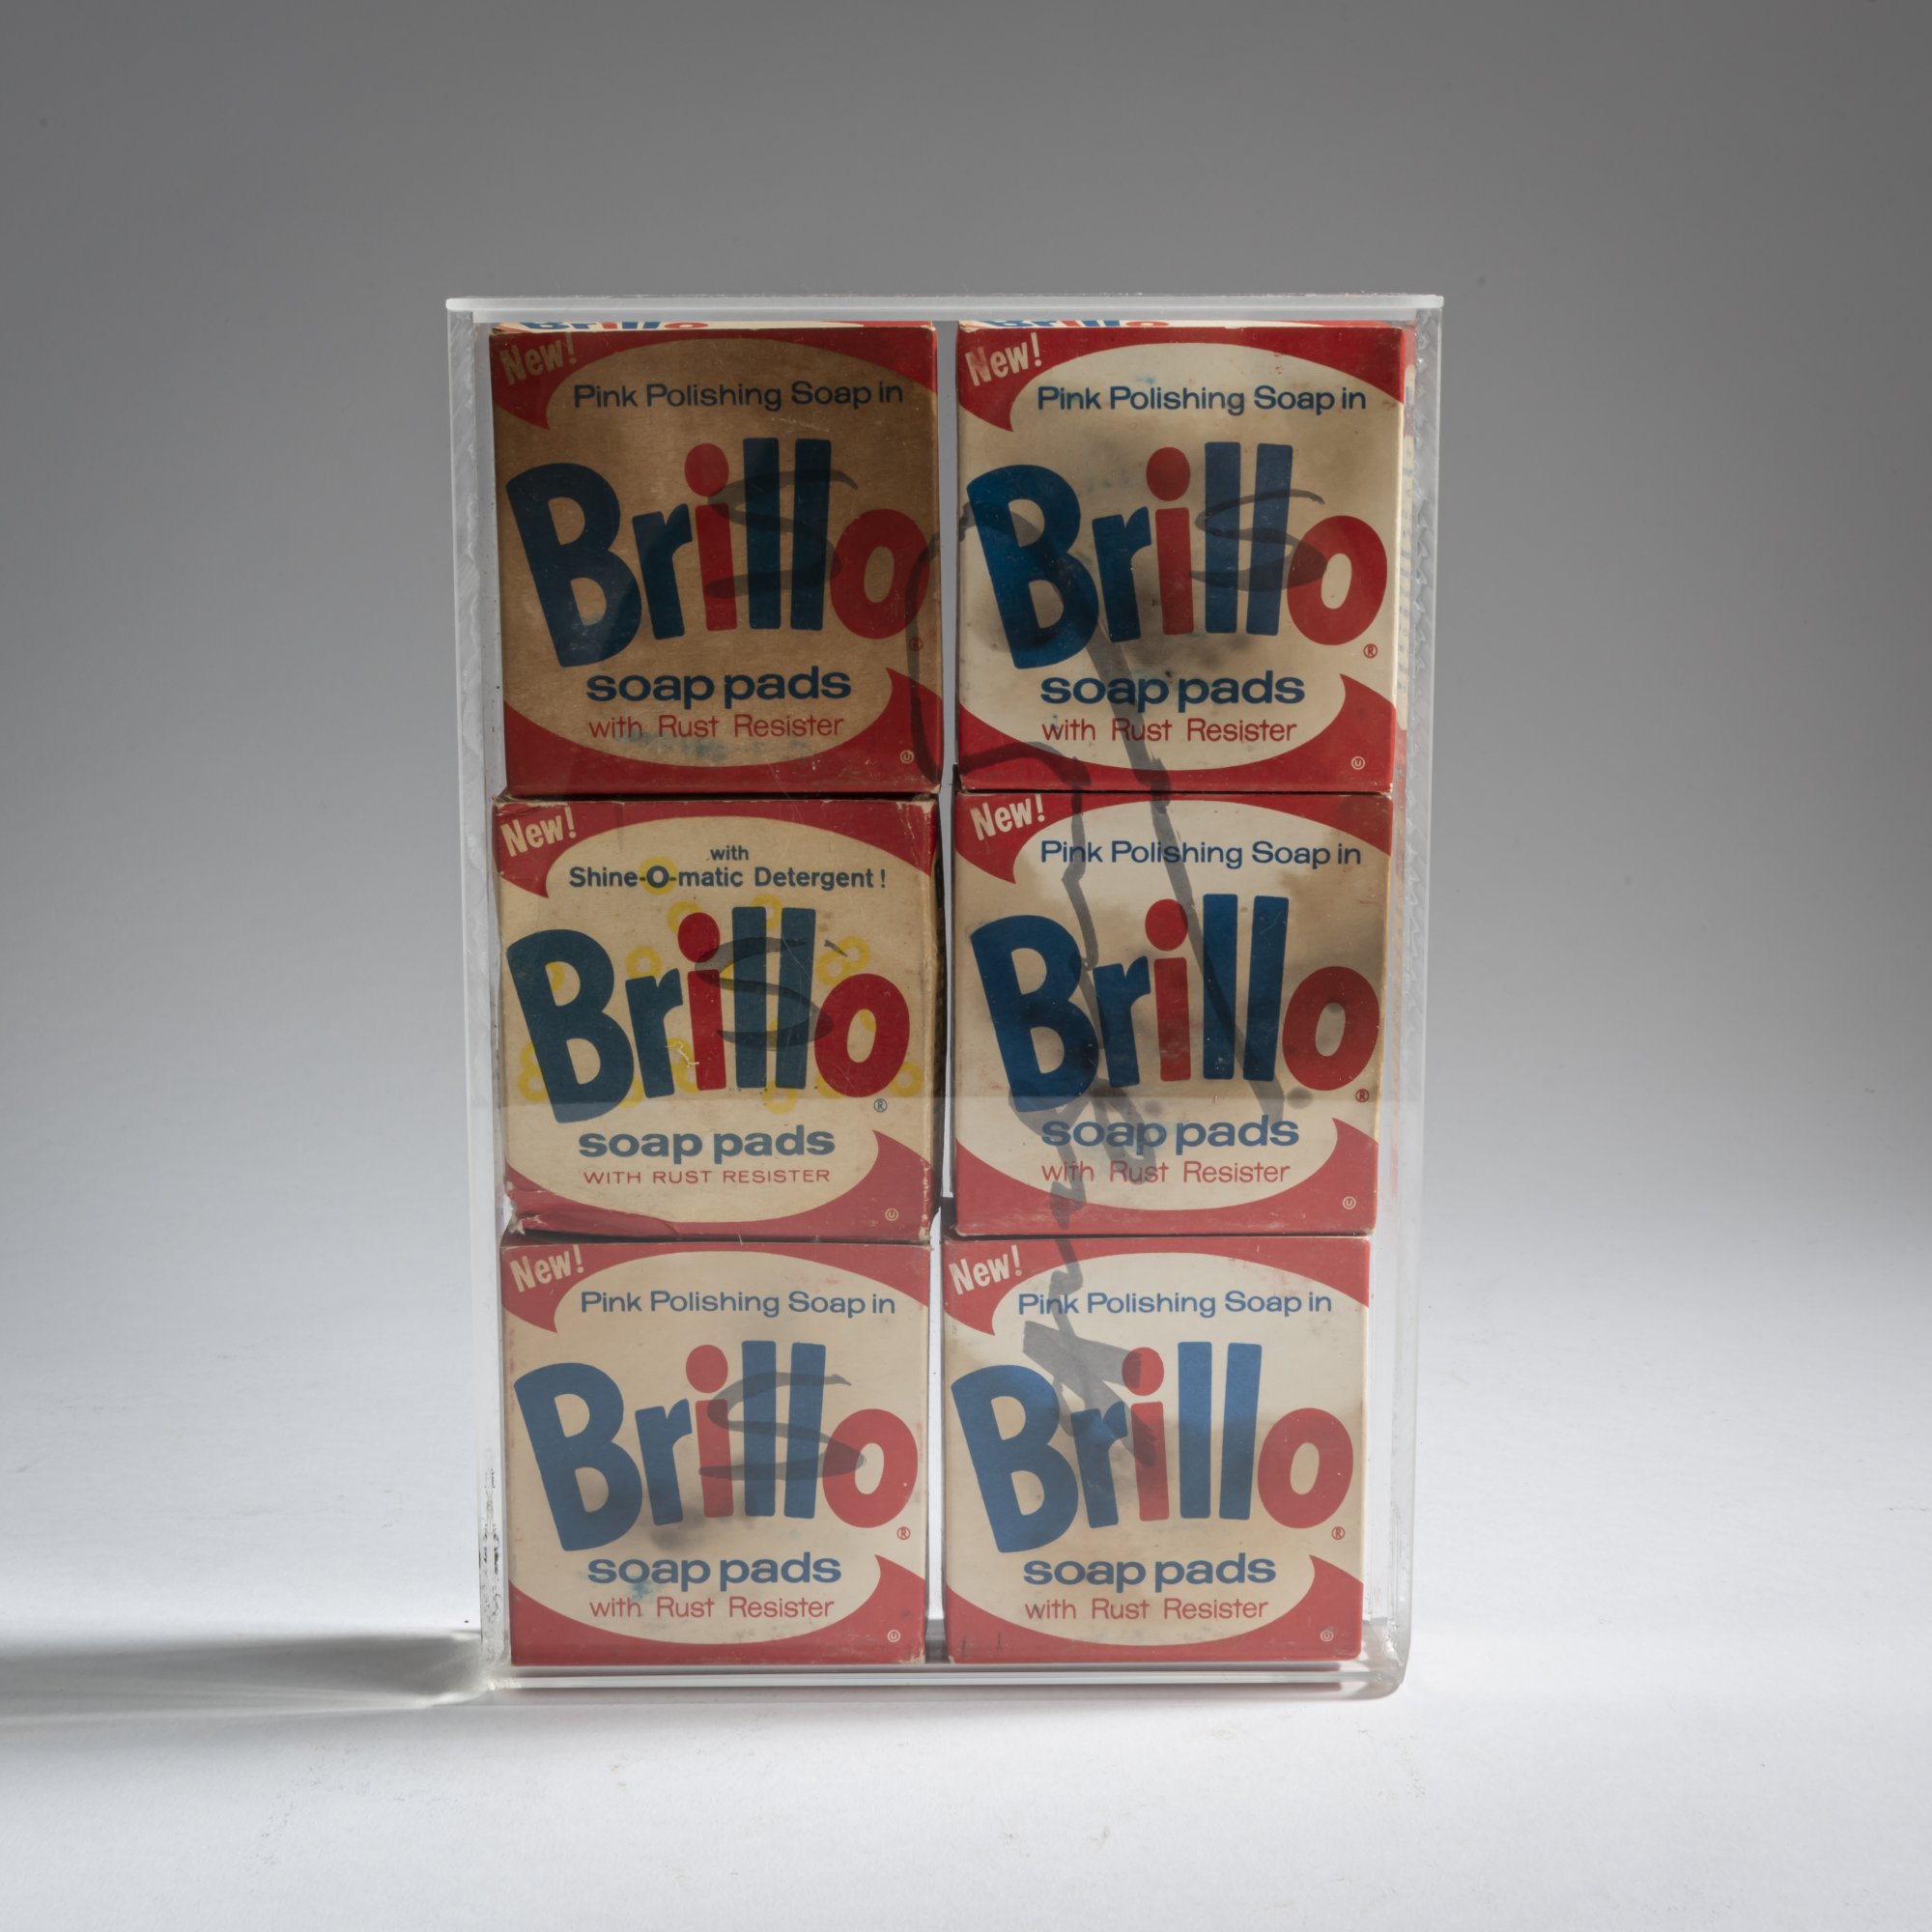 Brillo
Brillo
New!
Pink Polishing Soap in
Brillo®
soap pads
with Rust Resister
U
New!
Pink Polishing Soap in
Brillo®
soap pads
with Rust Resister
U
New!
with
Shine-O-matic Detergent!
Brillo®
soap pads
WITH RUST RESISTER
U
New!
Pink Polishing Soap in
Brillo®
soap pads
with Rust Resister
U
New!
Pink Polishing Soap in
Brillo®
soap pads
with Rust Resister
U
New!
Pink Polishing Soap in
Brillo®
soap pads
with Rust Resister
U